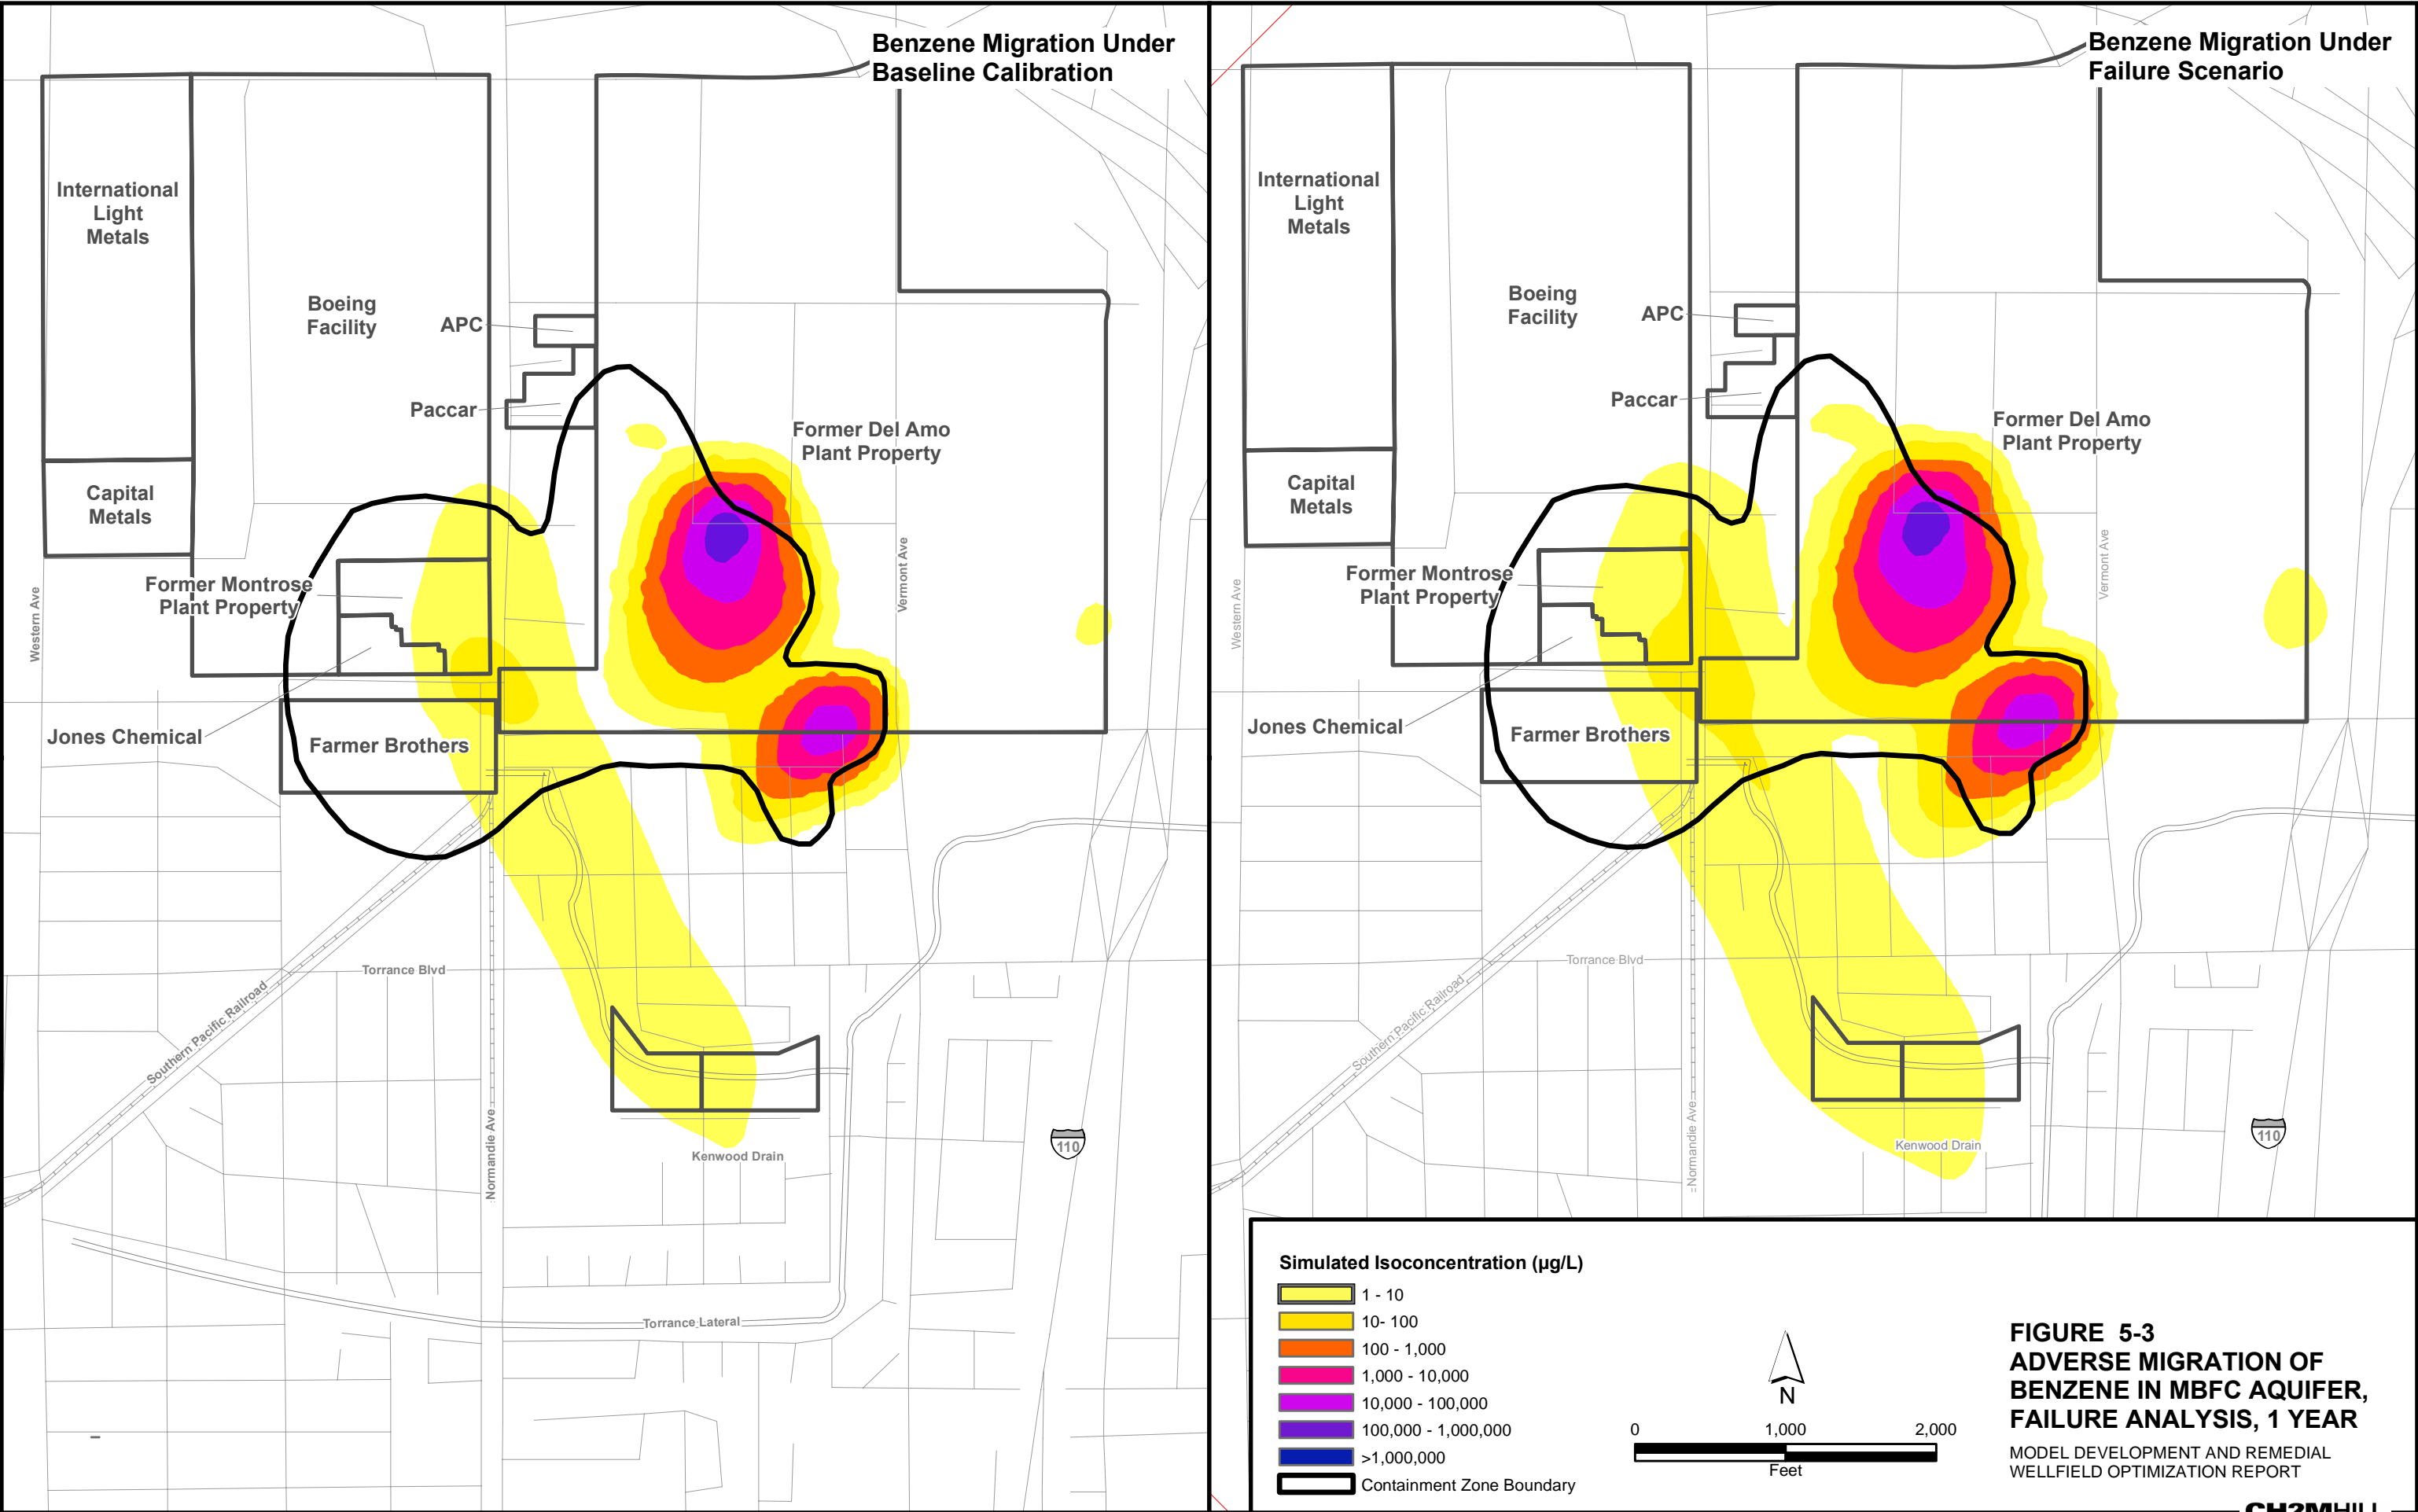 Benzene Migration Under
Baseline Calibration
International
Light
Metals
Boeing
Facility
APC
Paccar
Former Del Amo
Plant Property
Capital
Metals
Former Montrose
Plant Property
Western Ave
Vermont Ave
Jones Chemical
Farmer Brothers
Torrance Blvd
Southern Pacific Railroad
Normandie Ave
Kenwood Drain
110
Torrance Lateral
Benzene Migration Under
Failure Scenario
International
Light
Metals
Boeing
Facility
APC
Paccar
Former Del Amo
Plant Property
Capital
Metals
Former Montrose
Plant Property
Western Ave
Vermont Ave
Jones Chemical
Farmer Brothers
Torrance Blvd
Southern Pacific Railroad
Normandie Ave
Kenwood Drain
110
Simulated Isoconcentration (µg/L)
1 - 10
10- 100
100 - 1,000
1,000 - 10,000
10,000 - 100,000
100,000 - 1,000,000
>1,000,000
Containment Zone Boundary
N
0 1,000 2,000
Feet
FIGURE 5-3
ADVERSE MIGRATION OF
BENZENE IN MBFC AQUIFER,
FAILURE ANALYSIS, 1 YEAR
MODEL DEVELOPMENT AND REMEDIAL
WELLFIELD OPTIMIZATION REPORT
CH2MHILL